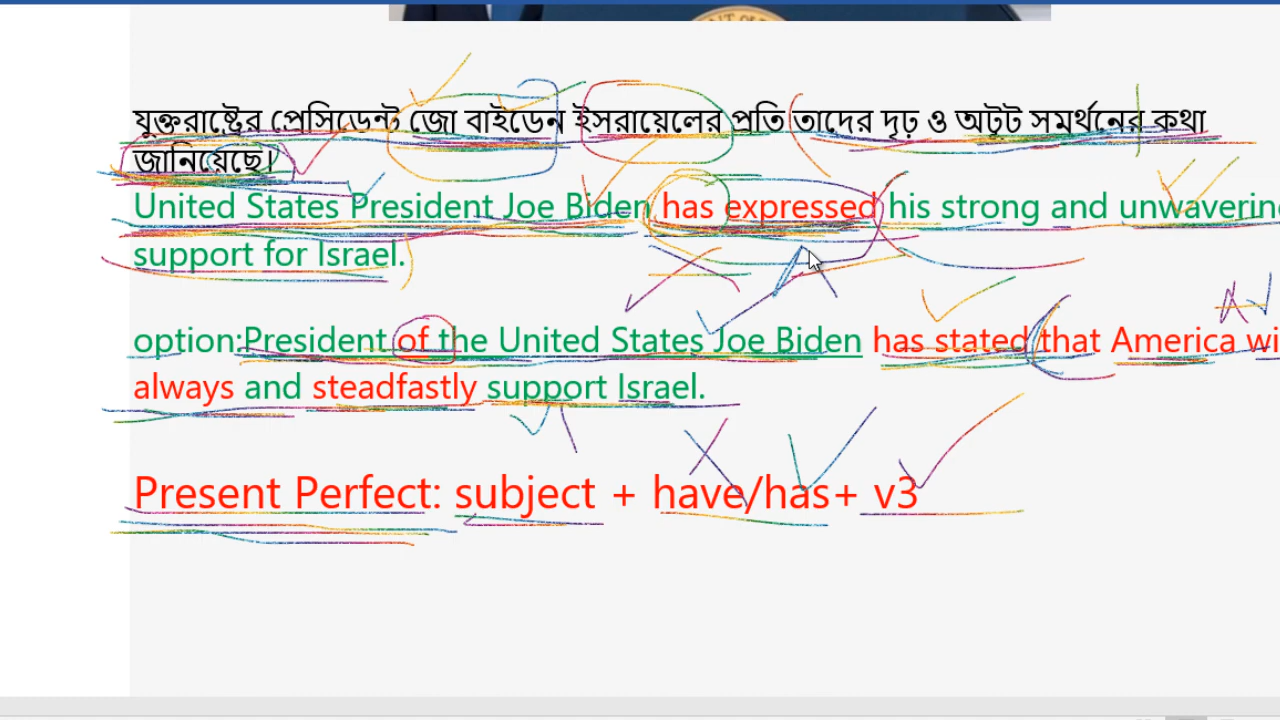 যুক্তরাষ্ট্রের প্রেসিডেন্ট জো বাইডেন ইসরায়েলের প্রতি তাদের দৃঢ় ও অটুট সমর্থনের কথা
জানিয়েছে।
United States President Joe Biden has expressed his strong and unwavering
support for Israel.
option:President of the United States Joe Biden has stated that America wi
always and steadfastly support Israel.
Present Perfect: subject + have/has+ v3